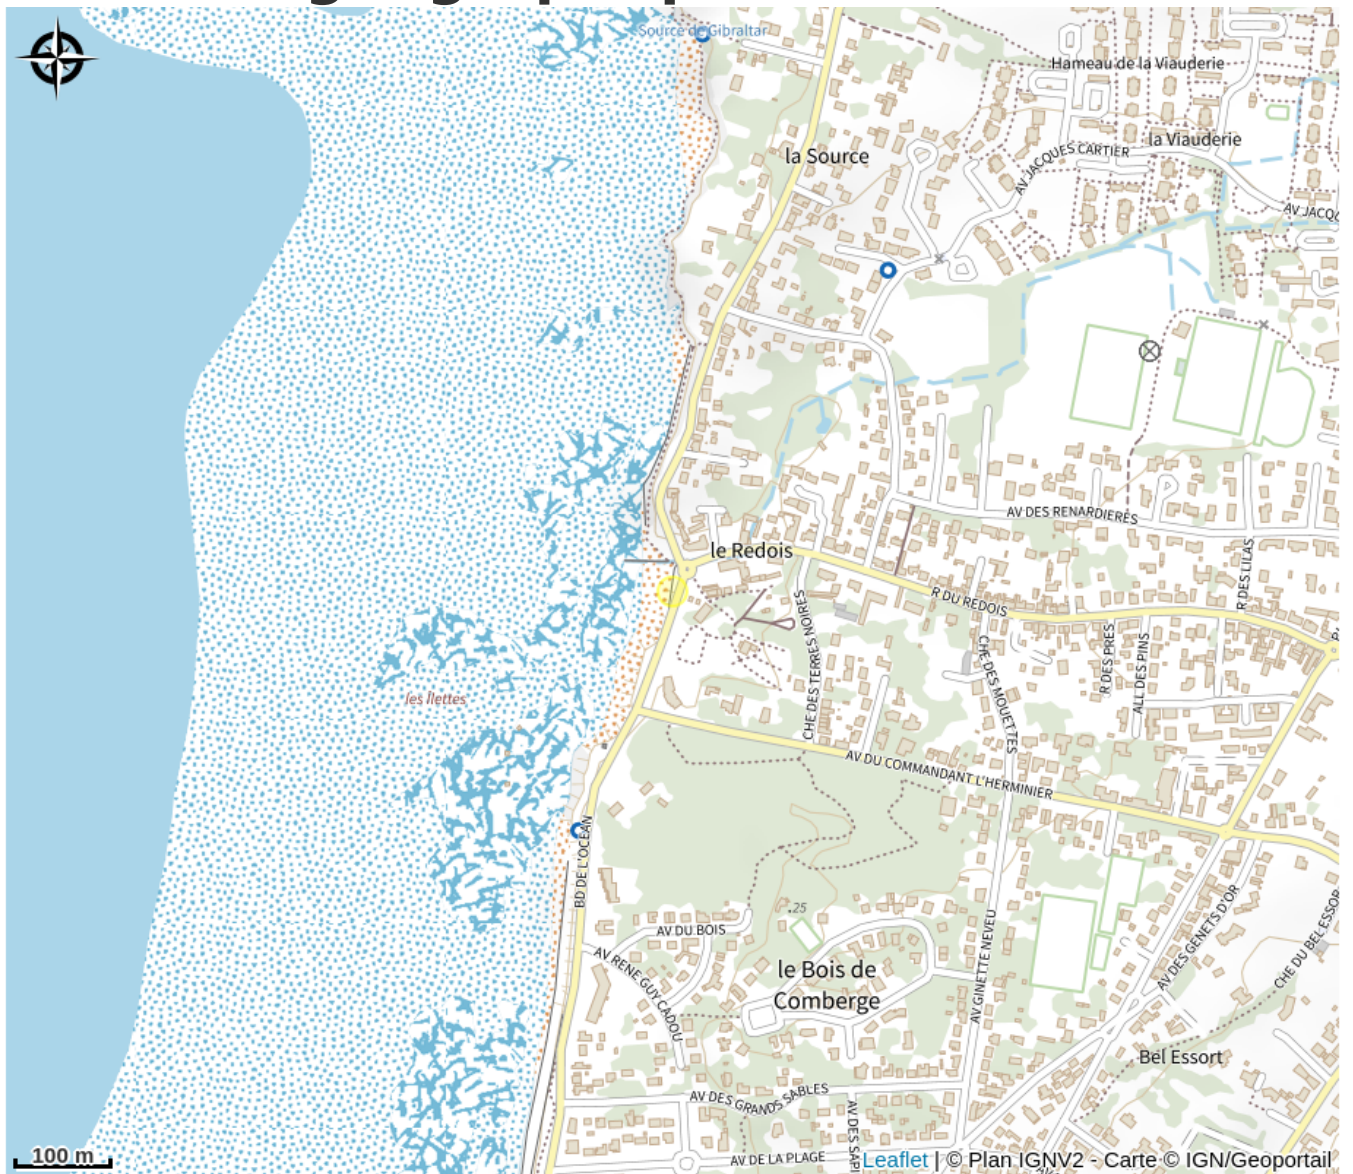 Source de Gibraltar
Hameau de la Viauderie
la Viauderie
la Source
AV JACQUES CARTIER
AV JACQ
AV DES RENARDIERES
le Redois
R DES LILAS
R DU REDOIS
CHE DES TERRES NOIRES
CHE DES MOUETTES
R DES PRES
ALL DES PINS
les Ilettes
AV DU COMMANDANT L'HERMINIER
BD DE L'OCEAN
.25
AV DU BOIS
AV RENE GUY CADOU
le Bois de
Comberge
AV GINETTE NEVEU
AV DES GENETS D'OR
CHE DU BEL ESSOR
Bel Essort
AV DES GRANDS SABLES
AV DES SAP
AV DE LA PLAGE
100 m
Leaflet | © Plan IGNV2 - Carte © IGN/Geoportail